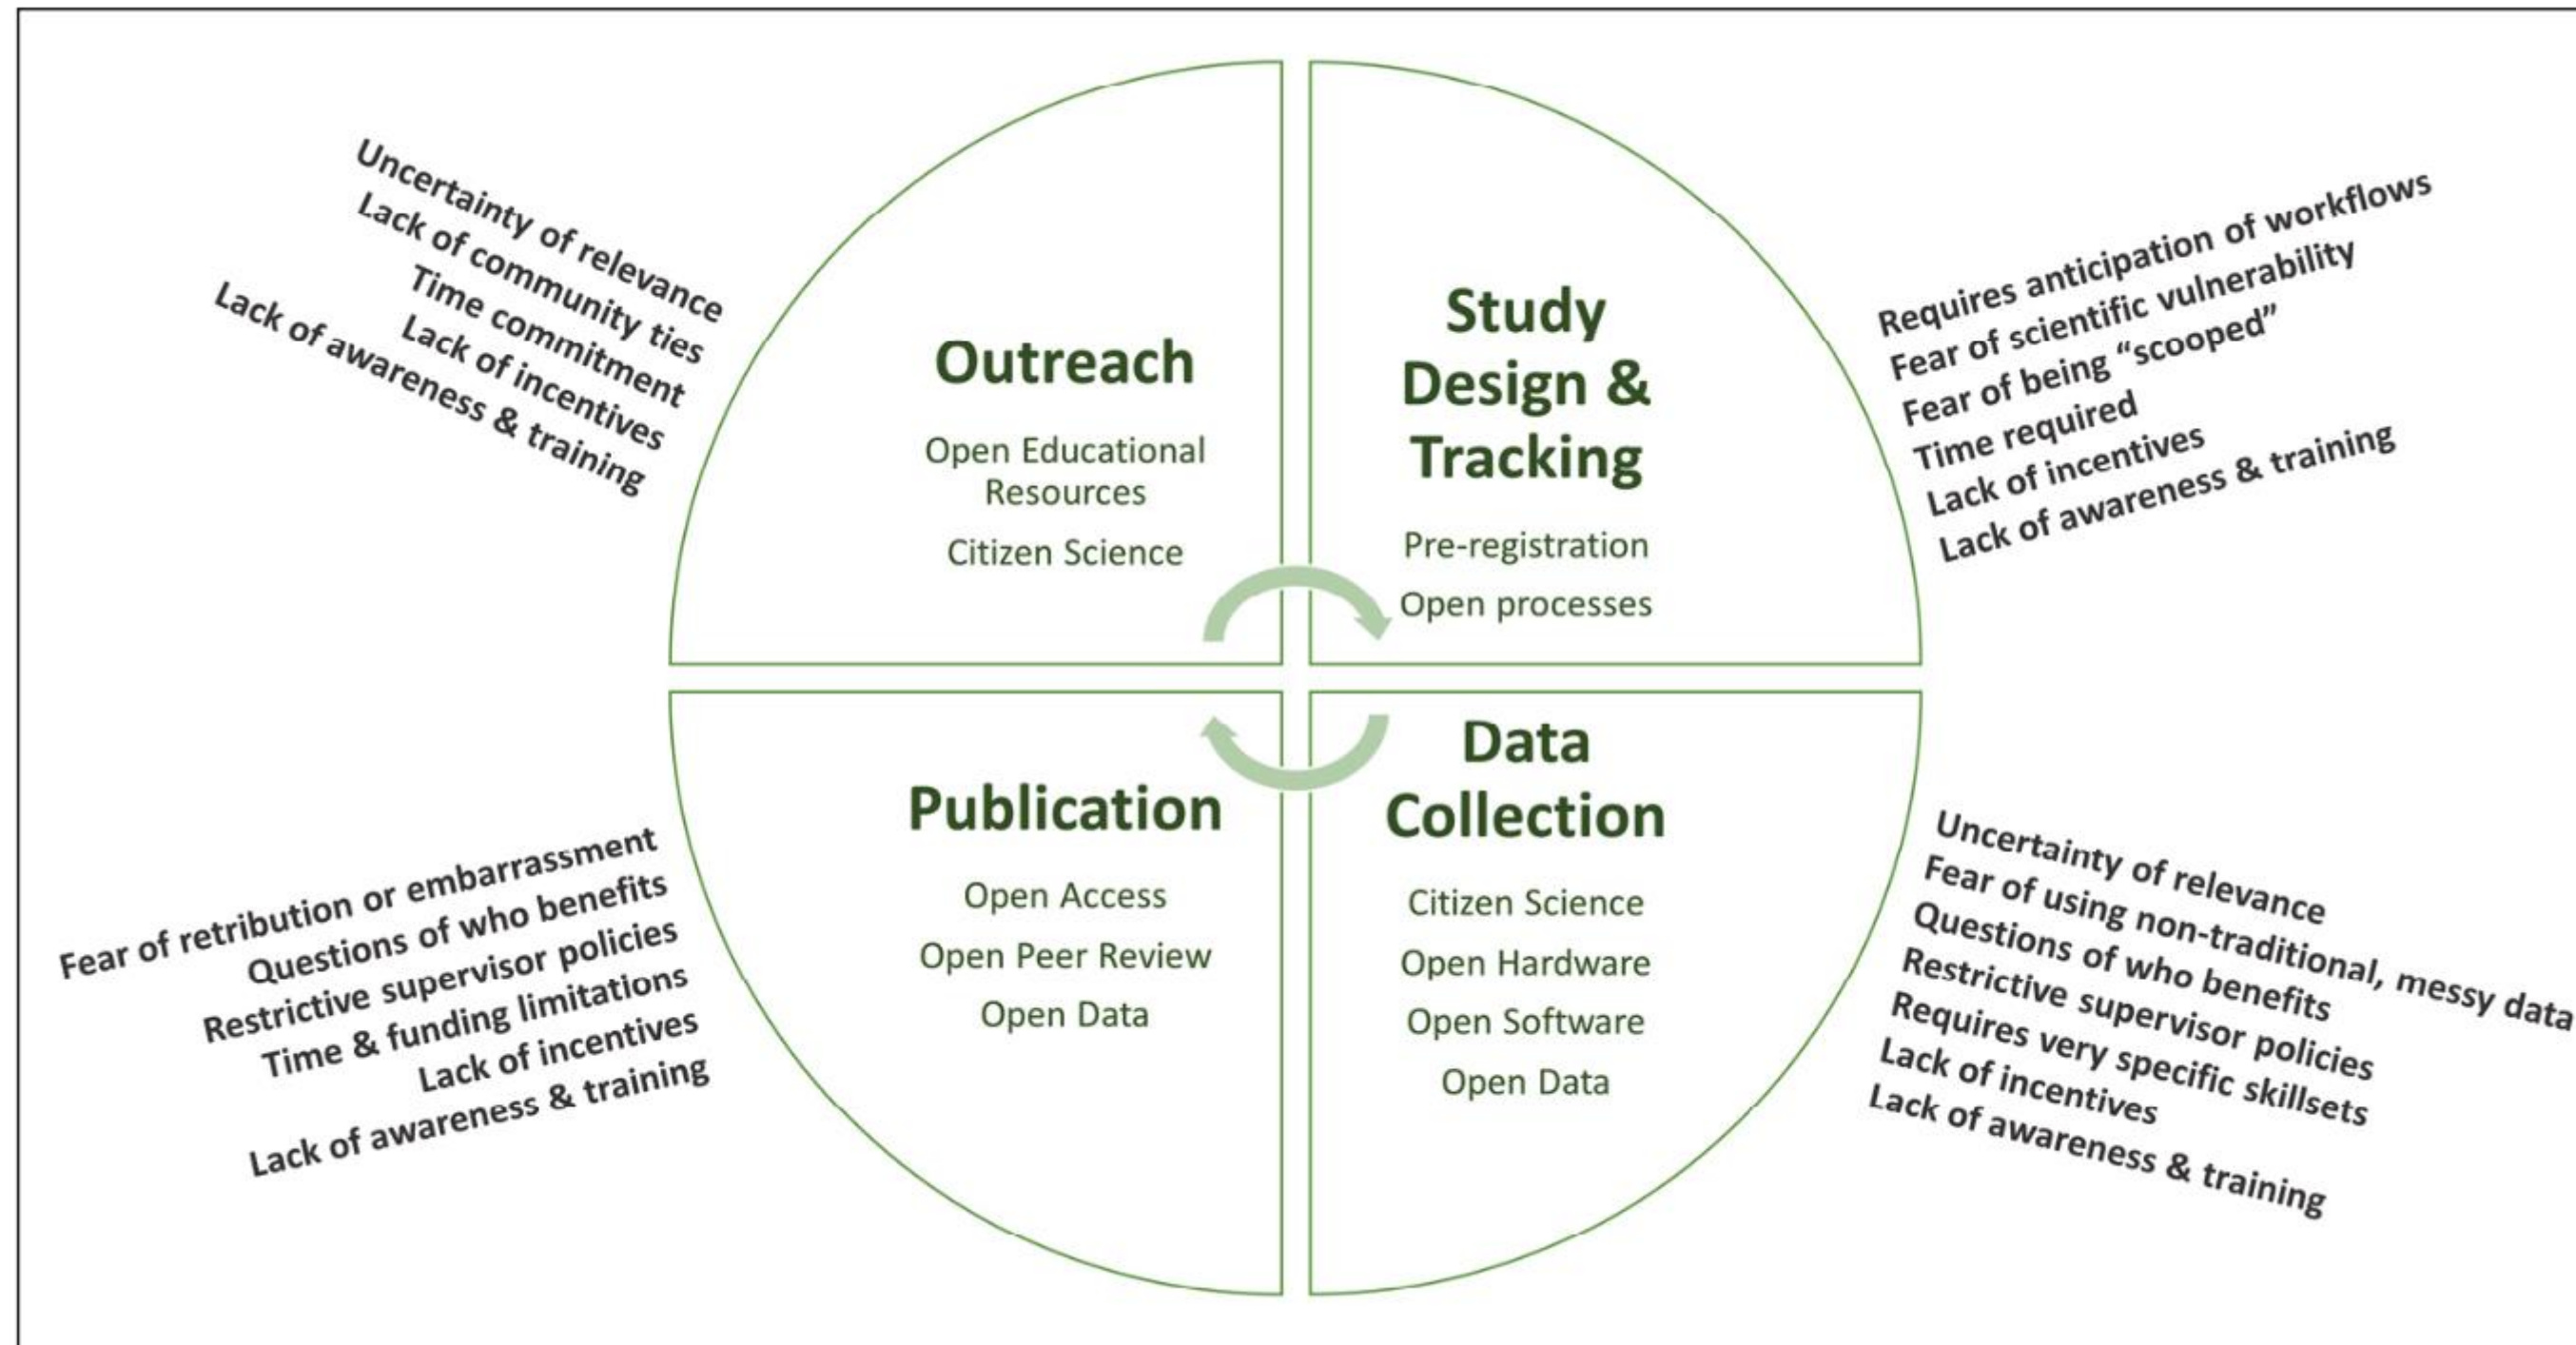 Uncertainty of relevance
Lack of community ties
Time commitment
Lack of incentives
Lack of awareness & training
Outreach
Open Educational
Resources
Citizen Science
Study
Design &
Tracking
Pre-registration
Open processes
Requires anticipation of workflows
Fear of scientific vulnerability
Fear of being “scooped”
Time required
Lack of incentives
Lack of awareness & training
Fear of retribution or embarrassment
Questions of who benefits
Restrictive supervisor policies
Time & funding limitations
Lack of incentives
Lack of awareness & training
Publication
Open Access
Open Peer Review
Open Data
Data
Collection
Citizen Science
Open Hardware
Open Software
Open Data
Uncertainty of relevance
Fear of using non-traditional, messy data
Questions of who benefits
Restrictive supervisor policies
Requires very specific skillsets
Lack of incentives
Lack of awareness & training